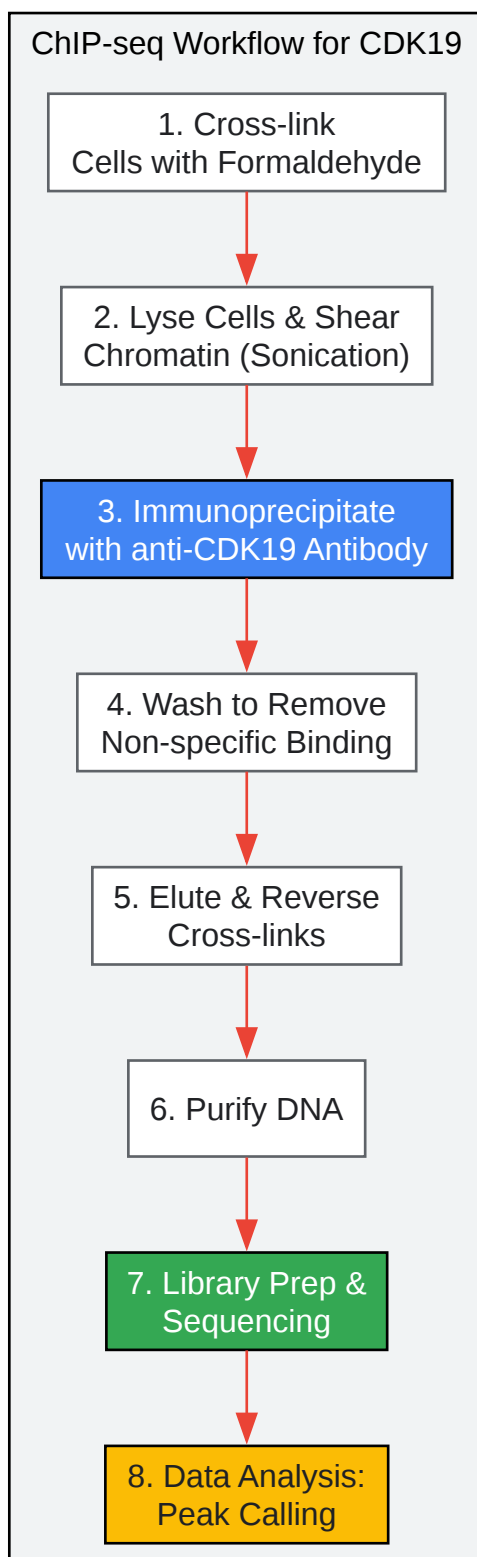 ChIP-seq Workflow for CDK19
1. Cross-link
Cells with Formaldehyde
2. Lyse Cells & Shear
Chromatin (Sonication)
3. Immunoprecipitate
with anti-CDK19 Antibody
4. Wash to Remove
Non-specific Binding
5. Elute & Reverse
Cross-links
6. Purify DNA
7. Library Prep &
Sequencing
8. Data Analysis:
Peak Calling